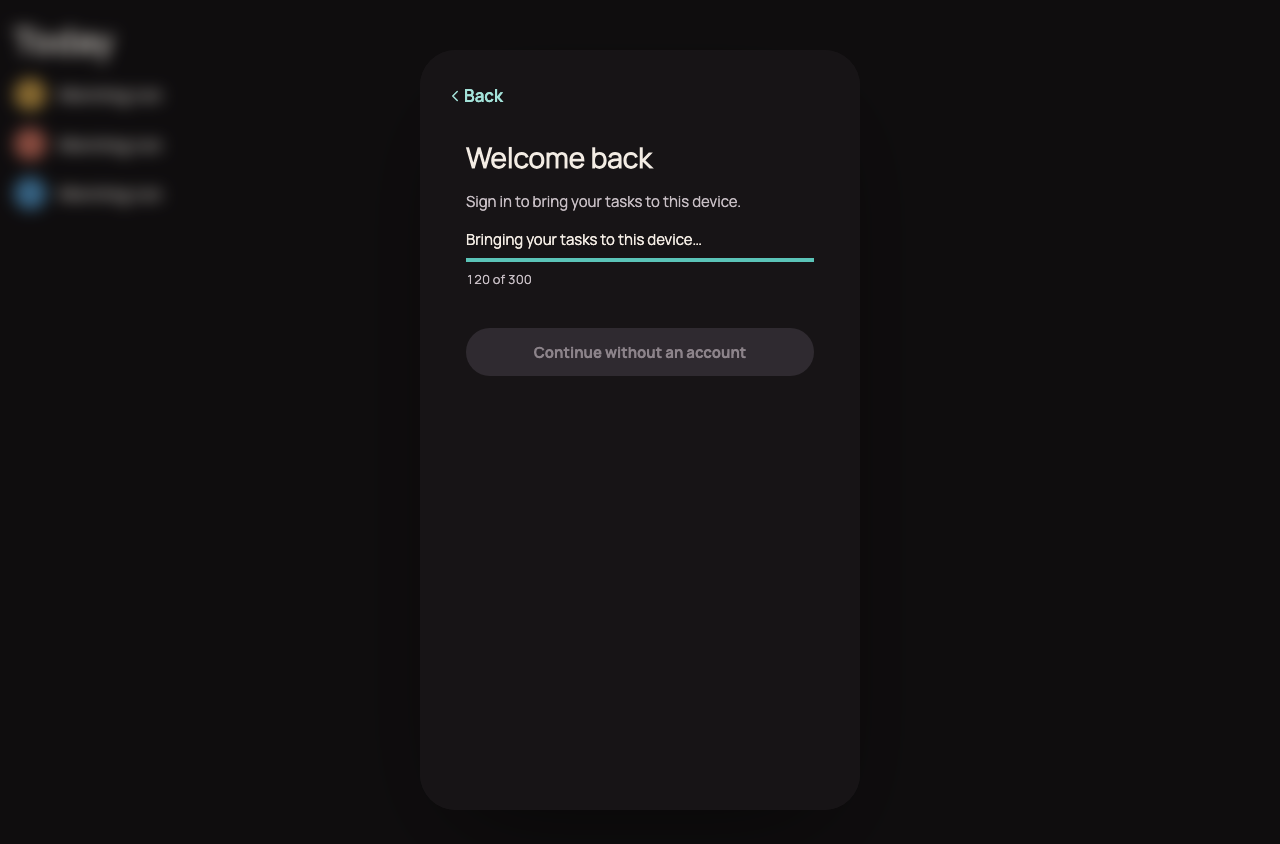 Today
Back
Welcome back
Sign in to bring your tasks to this device.
Bringing your tasks to this device…
120 of 300
Continue without an account